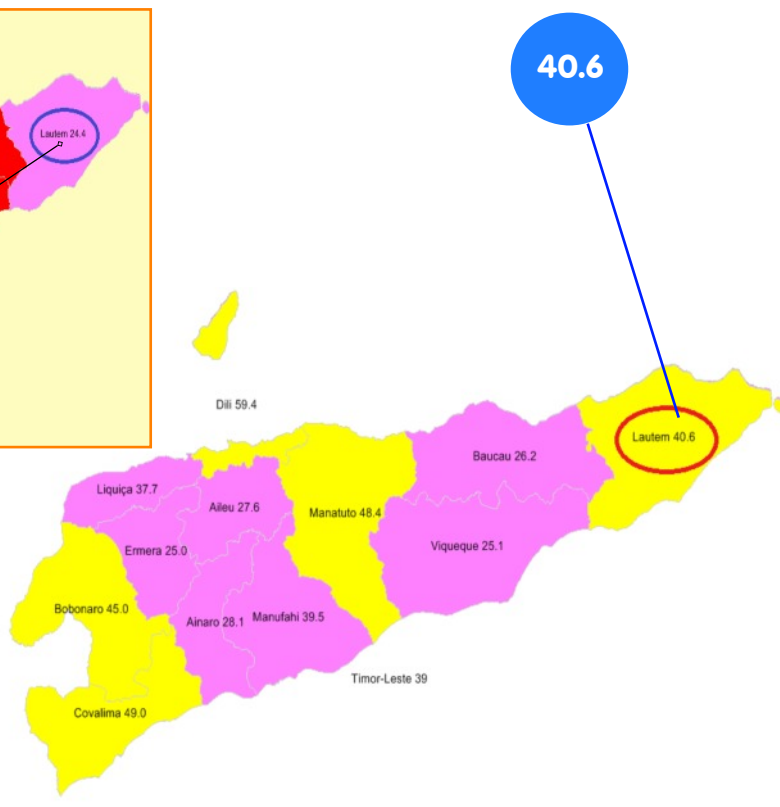 40.6
Lautem 24.4
Dili 59.4
Lautem 40.6
Baucau 26.2
Liquiça 37.7
Aileu 27.6
Manatuto 48.4
Ermera 25.0
Viqueque 25.1
Bobonaro 45.0
Ainaro 28.1
Manufahi 39.5
Timor-Leste 39
Covalima 49.0